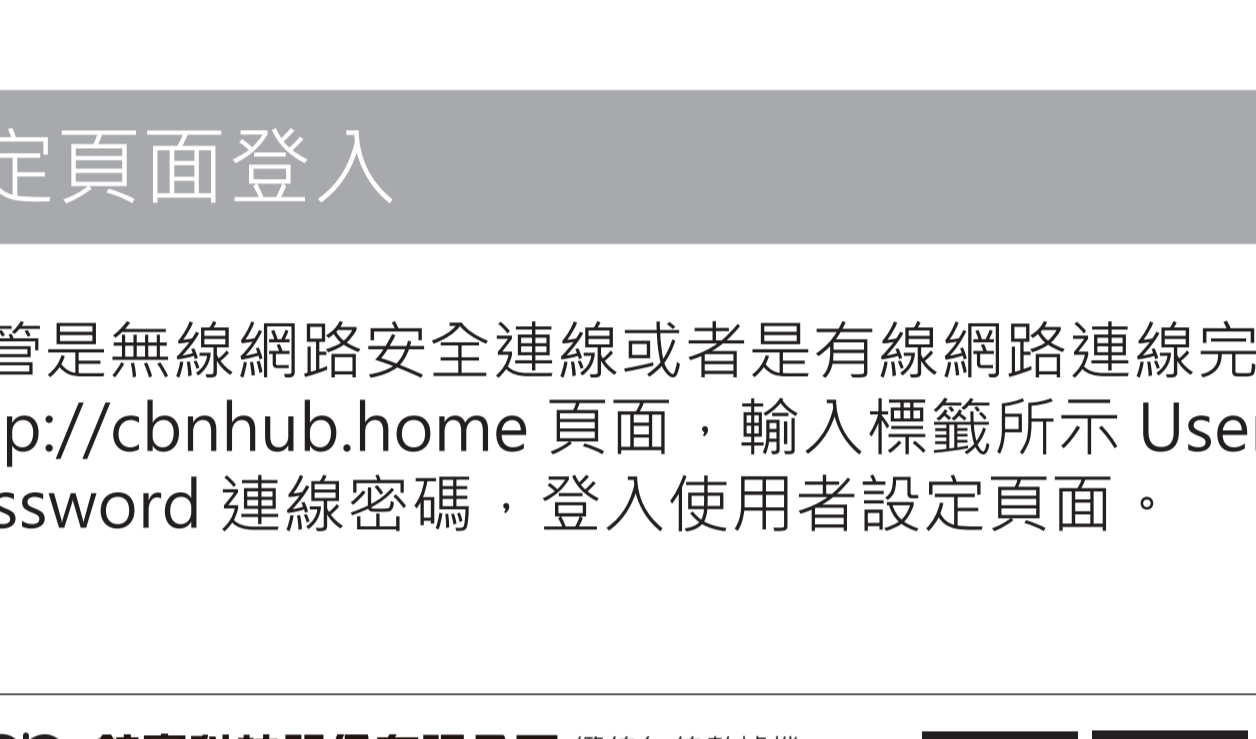 定頁面登入
管是無線網路安全連線或者是有線網路連線完
p://cbnhub.home 頁面，輸入標籤所示 User
ssword 連線密碼，登入使用者設定頁面。